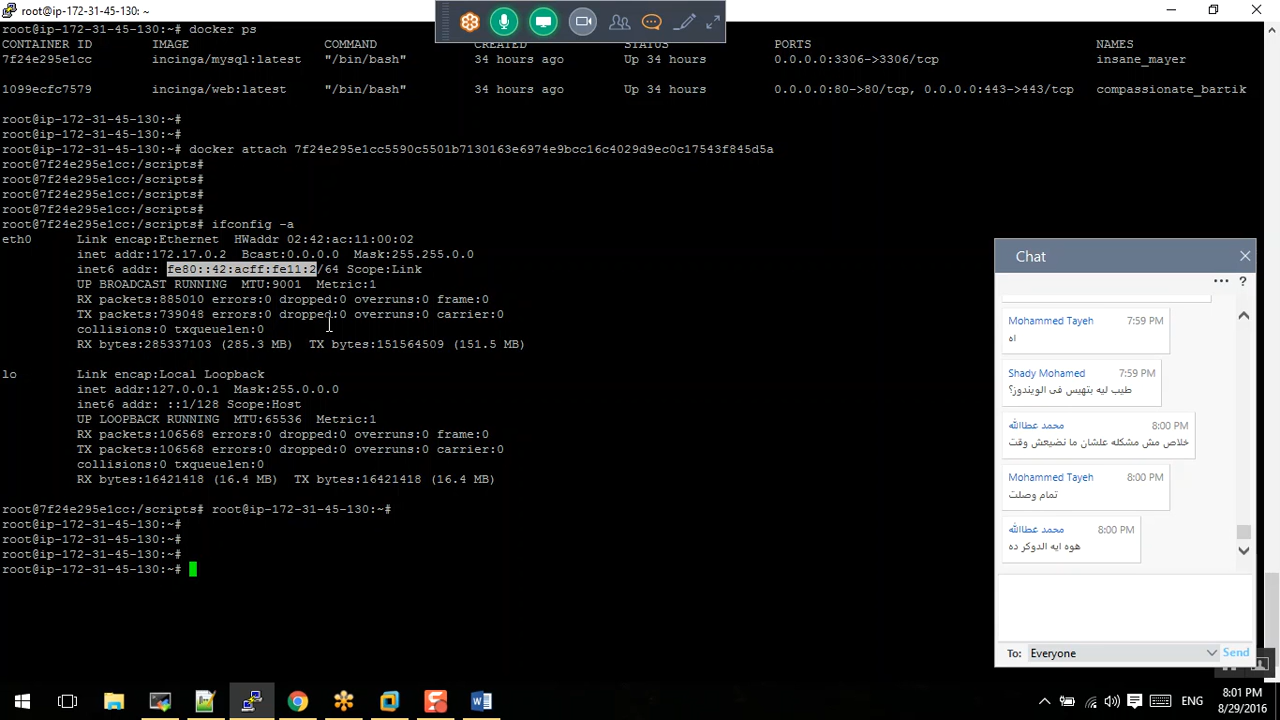 root@ip-172-31-45-130: ~
root@ip-172-31-45-130:~# docker ps
CONTAINER ID IMAGE COMMAND CREATED STATUS PORTS NAMES
7f24e295e1cc incinga/mysql:latest "/bin/bash" 34 hours ago Up 34 hours 0.0.0.0:3306->3306/tcp insane_mayer
1099ecfc7579 incinga/web:latest "/bin/bash" 34 hours ago Up 34 hours 0.0.0.0:80->80/tcp, 0.0.0.0:443->443/tcp compassionate_bartik
root@ip-172-31-45-130:~#
root@ip-172-31-45-130:~#
root@ip-172-31-45-130:~# docker attach 7f24e295e1cc5590c5501b7130163e6974e9bcc16c4029d9ec0c17543f845d5a
root@7f24e295e1cc:/scripts#
root@7f24e295e1cc:/scripts#
root@7f24e295e1cc:/scripts#
root@7f24e295e1cc:/scripts#
root@7f24e295e1cc:/scripts# ifconfig -a
eth0 Link encap:Ethernet HWaddr 02:42:ac:11:00:02
inet addr:172.17.0.2 Bcast:0.0.0.0 Mask:255.255.0.0
inet6 addr: fe80::42:acff:fe11:2/64 Scope:Link
UP BROADCAST RUNNING MTU:9001 Metric:1
RX packets:885010 errors:0 dropped:0 overruns:0 frame:0
TX packets:739048 errors:0 dropped:0 overruns:0 carrier:0
collisions:0 txqueuelen:0
RX bytes:285337103 (285.3 MB) TX bytes:151564509 (151.5 MB)
lo Link encap:Local Loopback
inet addr:127.0.0.1 Mask:255.0.0.0
inet6 addr: ::1/128 Scope:Host
UP LOOPBACK RUNNING MTU:65536 Metric:1
RX packets:106568 errors:0 dropped:0 overruns:0 frame:0
TX packets:106568 errors:0 dropped:0 overruns:0 carrier:0
collisions:0 txqueuelen:0
RX bytes:16421418 (16.4 MB) TX bytes:16421418 (16.4 MB)
root@7f24e295e1cc:/scripts# root@ip-172-31-45-130:~#
root@ip-172-31-45-130:~#
root@ip-172-31-45-130:~#
root@ip-172-31-45-130:~#
root@ip-172-31-45-130:~#
Chat
Mohammed Tayeh 7:59 PM
اه
Shady Mohamed 7:59 PM
طيب ليه بتهيس فى الويندوز؟
محمد عطاالله 8:00 PM
خلاص مش مشكله علشان ما نضيعش وقت
Mohammed Tayeh 8:00 PM
تمام وصلت
محمد عطاالله 8:00 PM
هوه ايه الدوكر ده
To: Everyone Send
ENG
8:01 PM
8/29/2016